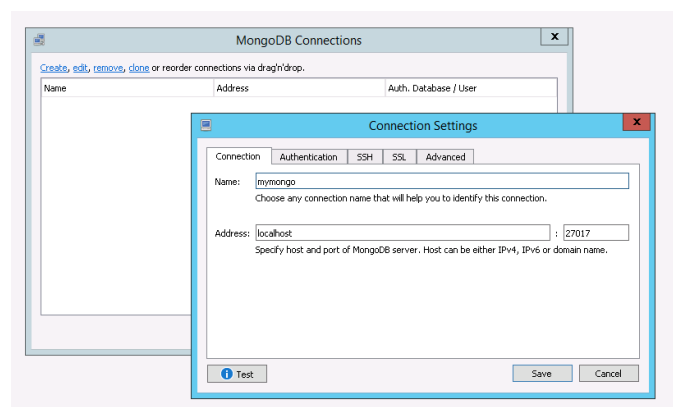 MongoDB Connections
x
Create, edit, remove, clone or reorder connections via drag'n'drop.
Name Address Auth. Database / User
Connection Settings
x
Connection Authentication SSH SSL Advanced
Name: mymongo
Choose any connection name that will help you to identify this connection.
Address: localhost : 27017
Specify host and port of MongoDB server. Host can be either IPv4, IPv6 or domain name.
Test Save Cancel